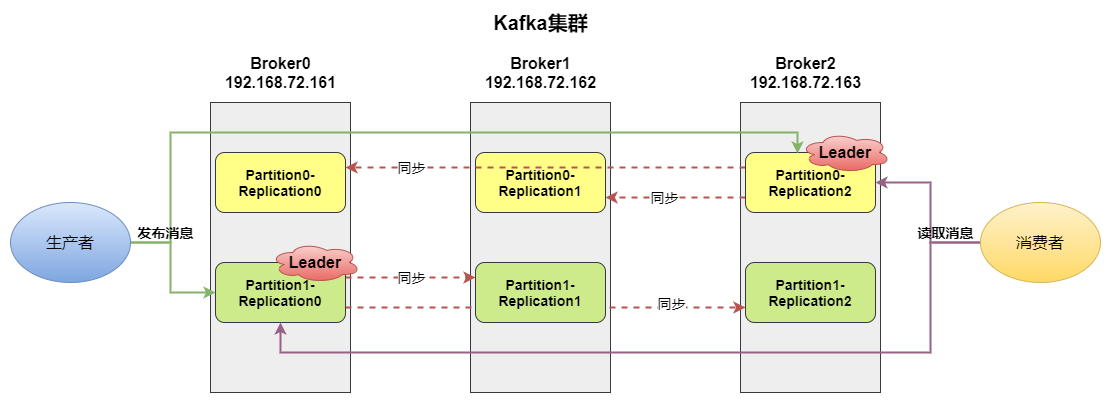 Kafka集群
Broker0
192.168.72.161
Broker1
192.168.72.162
Broker2
192.168.72.163
Leader
Partition0-
Replication0
同步
Partition0-
Replication1
同步
Partition0-
Replication2
生产者
发布消息
读取消息
消费者
Leader
Partition1-
Replication0
同步
Partition1-
Replication1
同步
Partition1-
Replication2